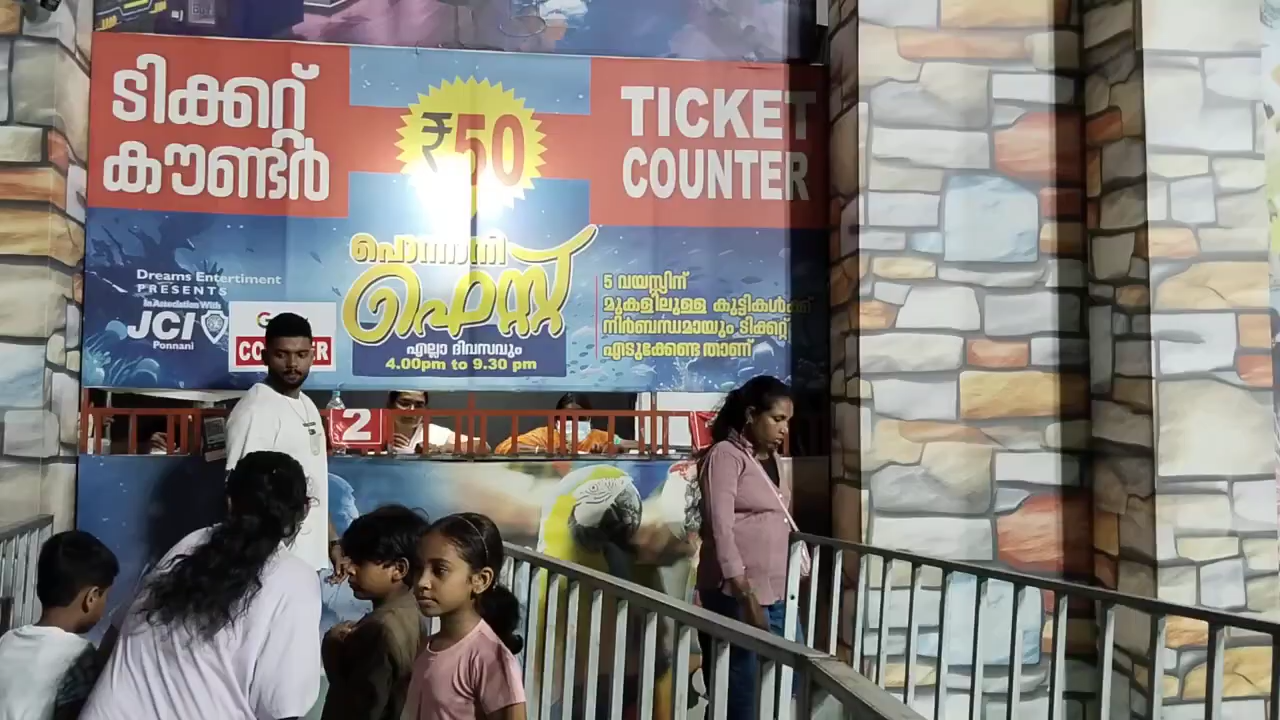 ടിക്കറ്റ്
കൗണ്ടർ
₹50
TICKET
COUNTER
Dreams Entertiment
PRESENTS
In Association With
JCI
Ponnani
പൊന്നാനി
ഫെസ്റ്റ്
എല്ലാ ദിവസവും
4.00pm to 9.30 pm
5 വയസ്സിന്
മുകളിലുള്ള കുട്ടികൾക്ക്
നിർബന്ധമായും ടിക്കറ്റ്
എടുക്കേണ്ടതാണ്
2